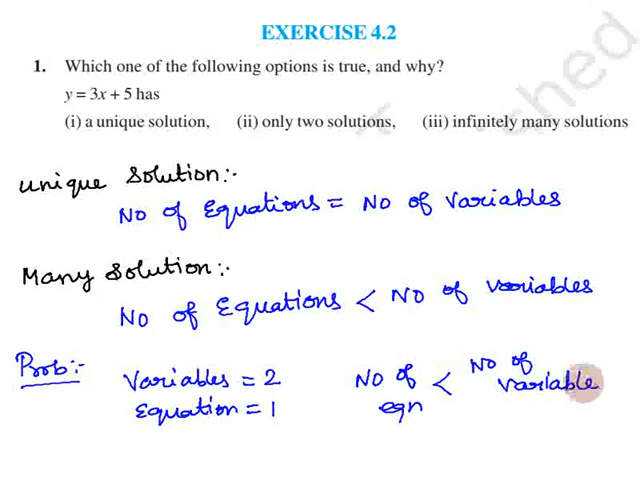 EXERCISE 4.2
1. Which one of the following options is true, and why?
y = 3x + 5 has
(i) a unique solution, (ii) only two solutions, (iii) infinitely many solutions
Unique Solution:-
No of Equations = No of Variables
Many Solution:-
No of Equations < No of variables
Prob:-
Variables = 2 No of eqn < No of variable
Equation = 1